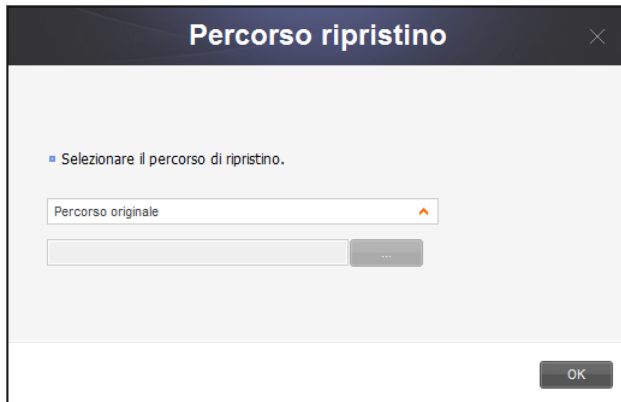 Percorso ripristino
Selezionare il percorso di ripristino.
Percorso originale
...
OK